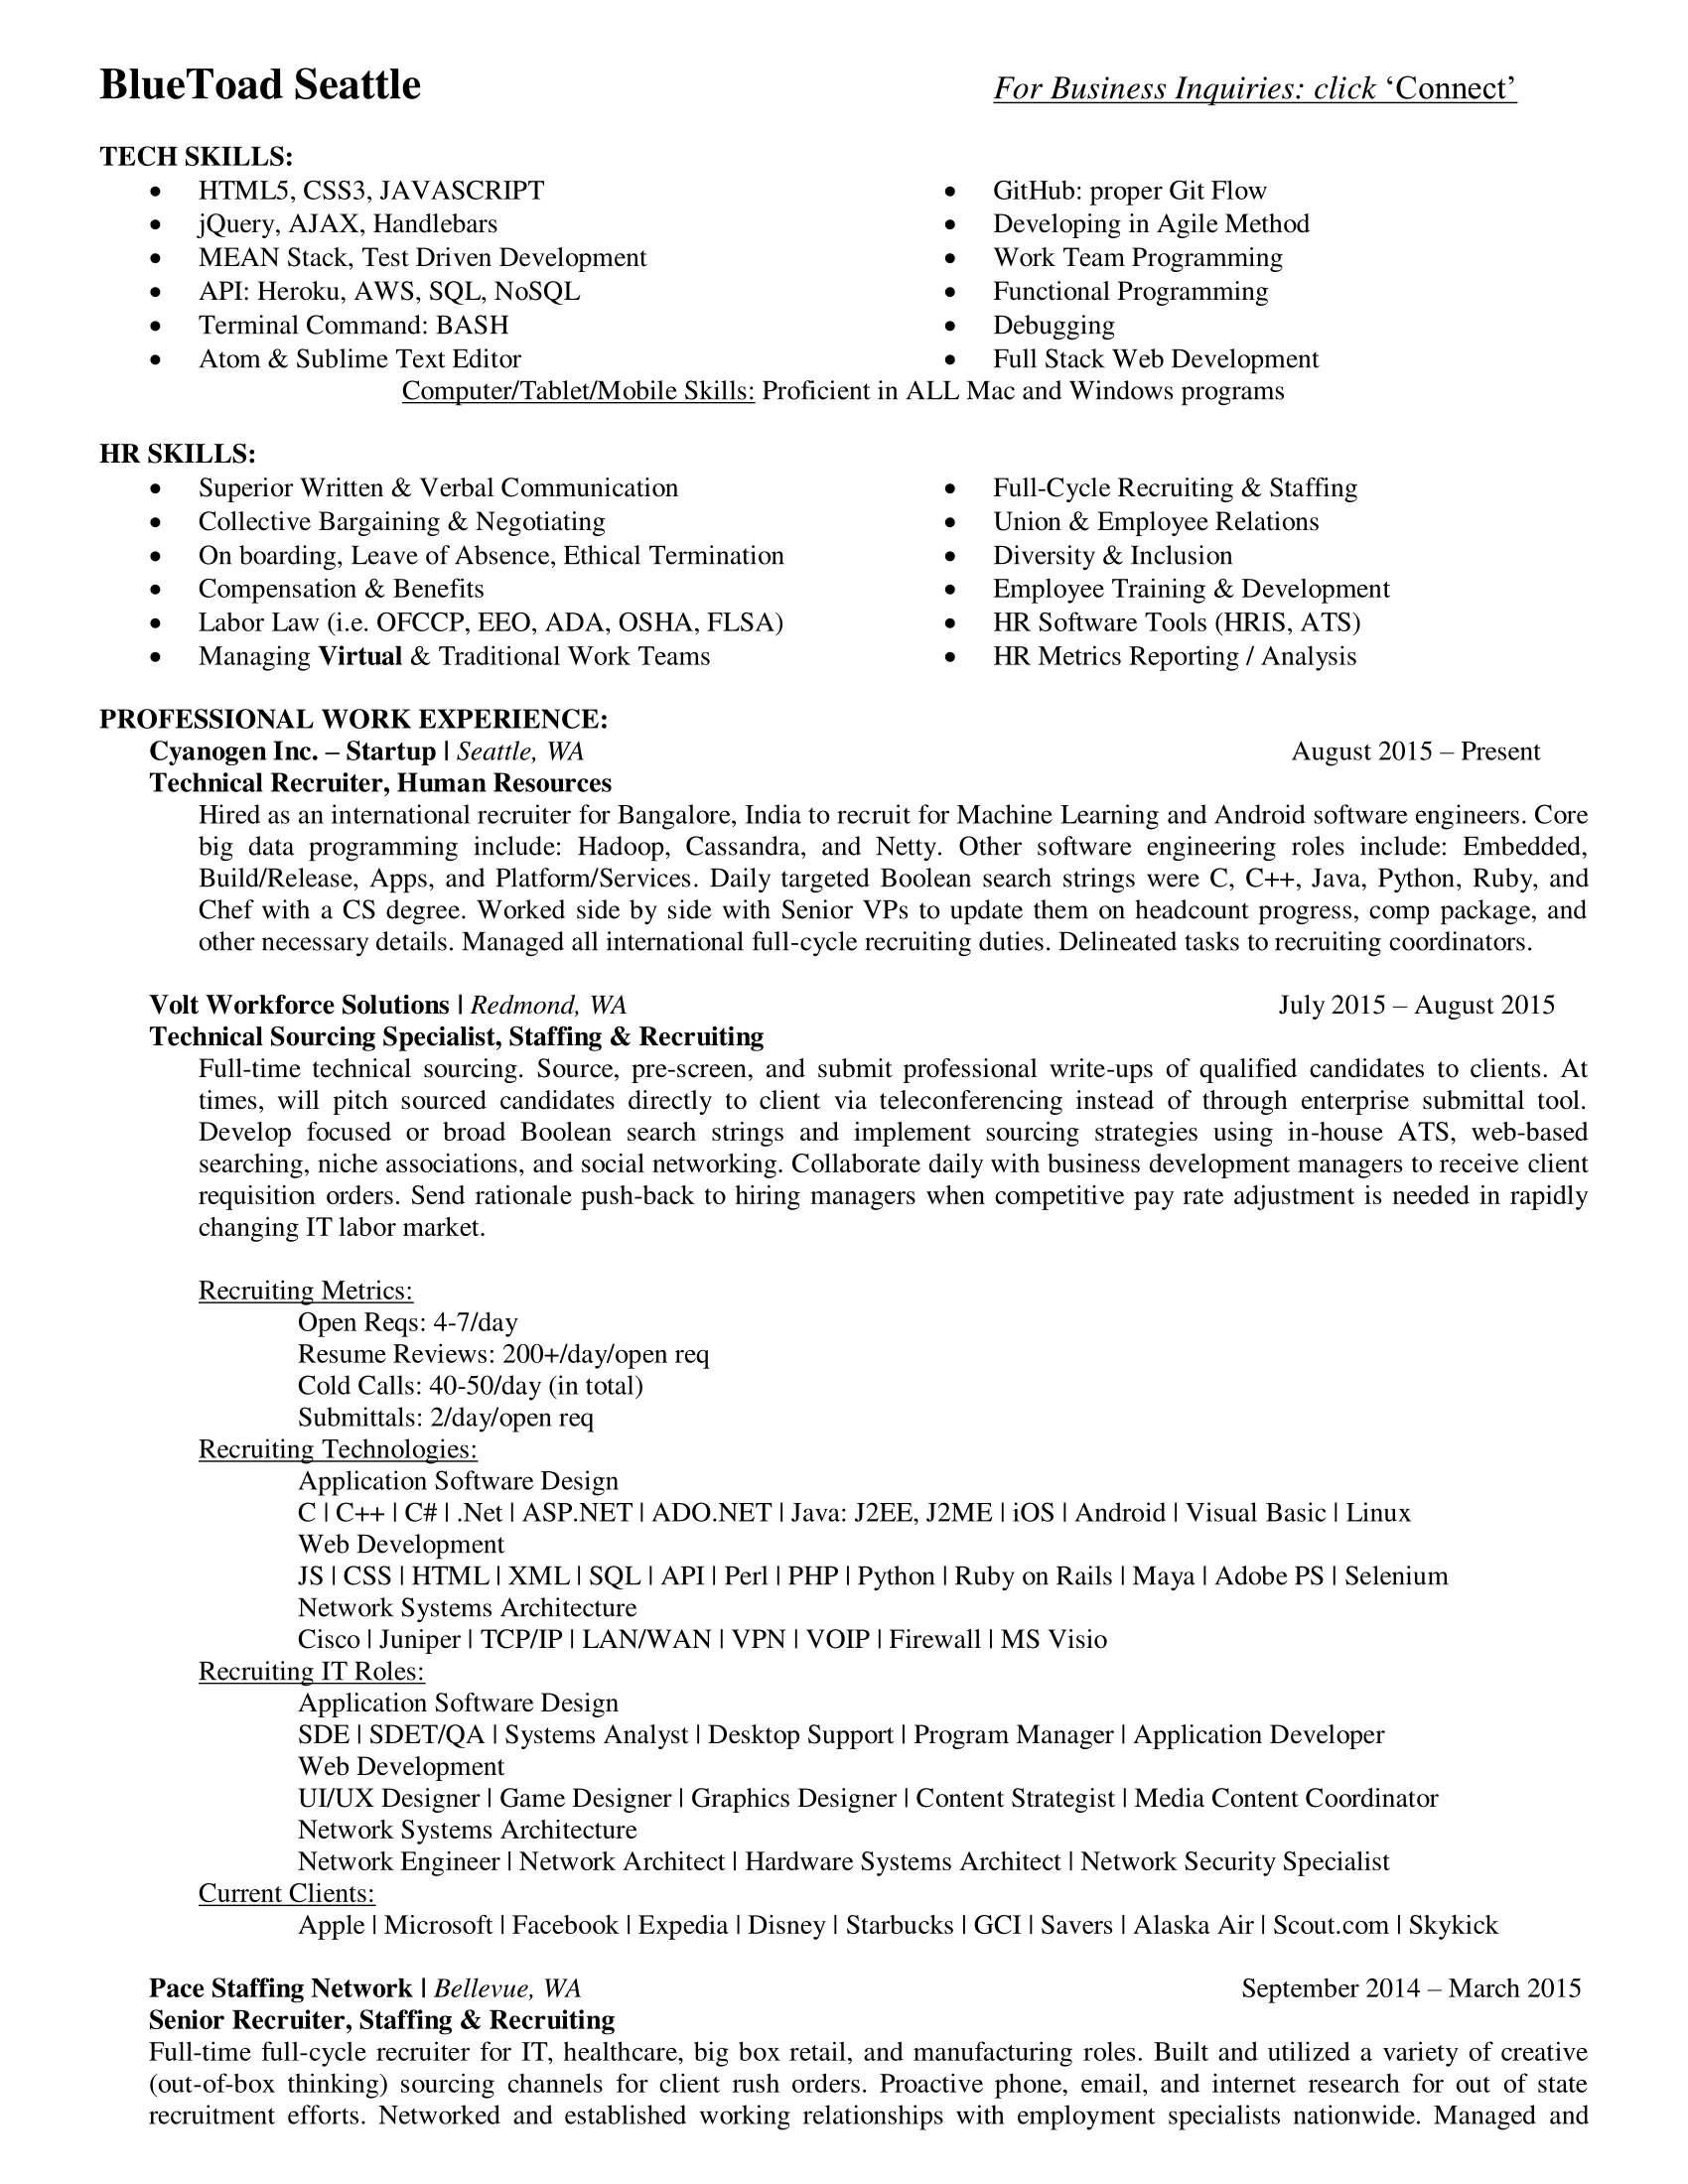 BlueToad Seattle For Business Inquiries: click ‘Connect’
TECH SKILLS:
• HTML5, CSS3, JAVASCRIPT
• jQuery, AJAX, Handlebars
• MEAN Stack, Test Driven Development
• API: Heroku, AWS, SQL, NoSQL
• Terminal Command: BASH
• Atom & Sublime Text Editor
• GitHub: proper Git Flow
• Developing in Agile Method
• Work Team Programming
• Functional Programming
• Debugging
• Full Stack Web Development
Computer/Tablet/Mobile Skills: Proficient in ALL Mac and Windows programs
HR SKILLS:
• Superior Written & Verbal Communication
• Collective Bargaining & Negotiating
• On boarding, Leave of Absence, Ethical Termination
• Compensation & Benefits
• Labor Law (i.e. OFCCP, EEO, ADA, OSHA, FLSA)
• Managing Virtual & Traditional Work Teams
• Full-Cycle Recruiting & Staffing
• Union & Employee Relations
• Diversity & Inclusion
• Employee Training & Development
• HR Software Tools (HRIS, ATS)
• HR Metrics Reporting / Analysis
PROFESSIONAL WORK EXPERIENCE:
Cyanogen Inc. – Startup | Seattle, WA August 2015 – Present
Technical Recruiter, Human Resources
Hired as an international recruiter for Bangalore, India to recruit for Machine Learning and Android software engineers. Core
big data programming include: Hadoop, Cassandra, and Netty. Other software engineering roles include: Embedded,
Build/Release, Apps, and Platform/Services. Daily targeted Boolean search strings were C, C++, Java, Python, Ruby, and
Chef with a CS degree. Worked side by side with Senior VPs to update them on headcount progress, comp package, and
other necessary details. Managed all international full-cycle recruiting duties. Delineated tasks to recruiting coordinators.
Volt Workforce Solutions | Redmond, WA July 2015 – August 2015
Technical Sourcing Specialist, Staffing & Recruiting
Full-time technical sourcing. Source, pre-screen, and submit professional write-ups of qualified candidates to clients. At
times, will pitch sourced candidates directly to client via teleconferencing instead of through enterprise submittal tool.
Develop focused or broad Boolean search strings and implement sourcing strategies using in-house ATS, web-based
searching, niche associations, and social networking. Collaborate daily with business development managers to receive client
requisition orders. Send rationale push-back to hiring managers when competitive pay rate adjustment is needed in rapidly
changing IT labor market.
Recruiting Metrics:
Open Reqs: 4-7/day
Resume Reviews: 200+/day/open req
Cold Calls: 40-50/day (in total)
Submittals: 2/day/open req
Recruiting Technologies:
Application Software Design
C | C++ | C# | .Net | ASP.NET | ADO.NET | Java: J2EE, J2ME | iOS | Android | Visual Basic | Linux
Web Development
JS | CSS | HTML | XML | SQL | API | Perl | PHP | Python | Ruby on Rails | Maya | Adobe PS | Selenium
Network Systems Architecture
Cisco | Juniper | TCP/IP | LAN/WAN | VPN | VOIP | Firewall | MS Visio
Recruiting IT Roles:
Application Software Design
SDE | SDET/QA | Systems Analyst | Desktop Support | Program Manager | Application Developer
Web Development
UI/UX Designer | Game Designer | Graphics Designer | Content Strategist | Media Content Coordinator
Network Systems Architecture
Network Engineer | Network Architect | Hardware Systems Architect | Network Security Specialist
Current Clients:
Apple | Microsoft | Facebook | Expedia | Disney | Starbucks | GCI | Savers | Alaska Air | Scout.com | Skykick
Pace Staffing Network | Bellevue, WA September 2014 – March 2015
Senior Recruiter, Staffing & Recruiting
Full-time full-cycle recruiter for IT, healthcare, big box retail, and manufacturing roles. Built and utilized a variety of creative
(out-of-box thinking) sourcing channels for client rush orders. Proactive phone, email, and internet research for out of state
recruitment efforts. Networked and established working relationships with employment specialists nationwide. Managed and